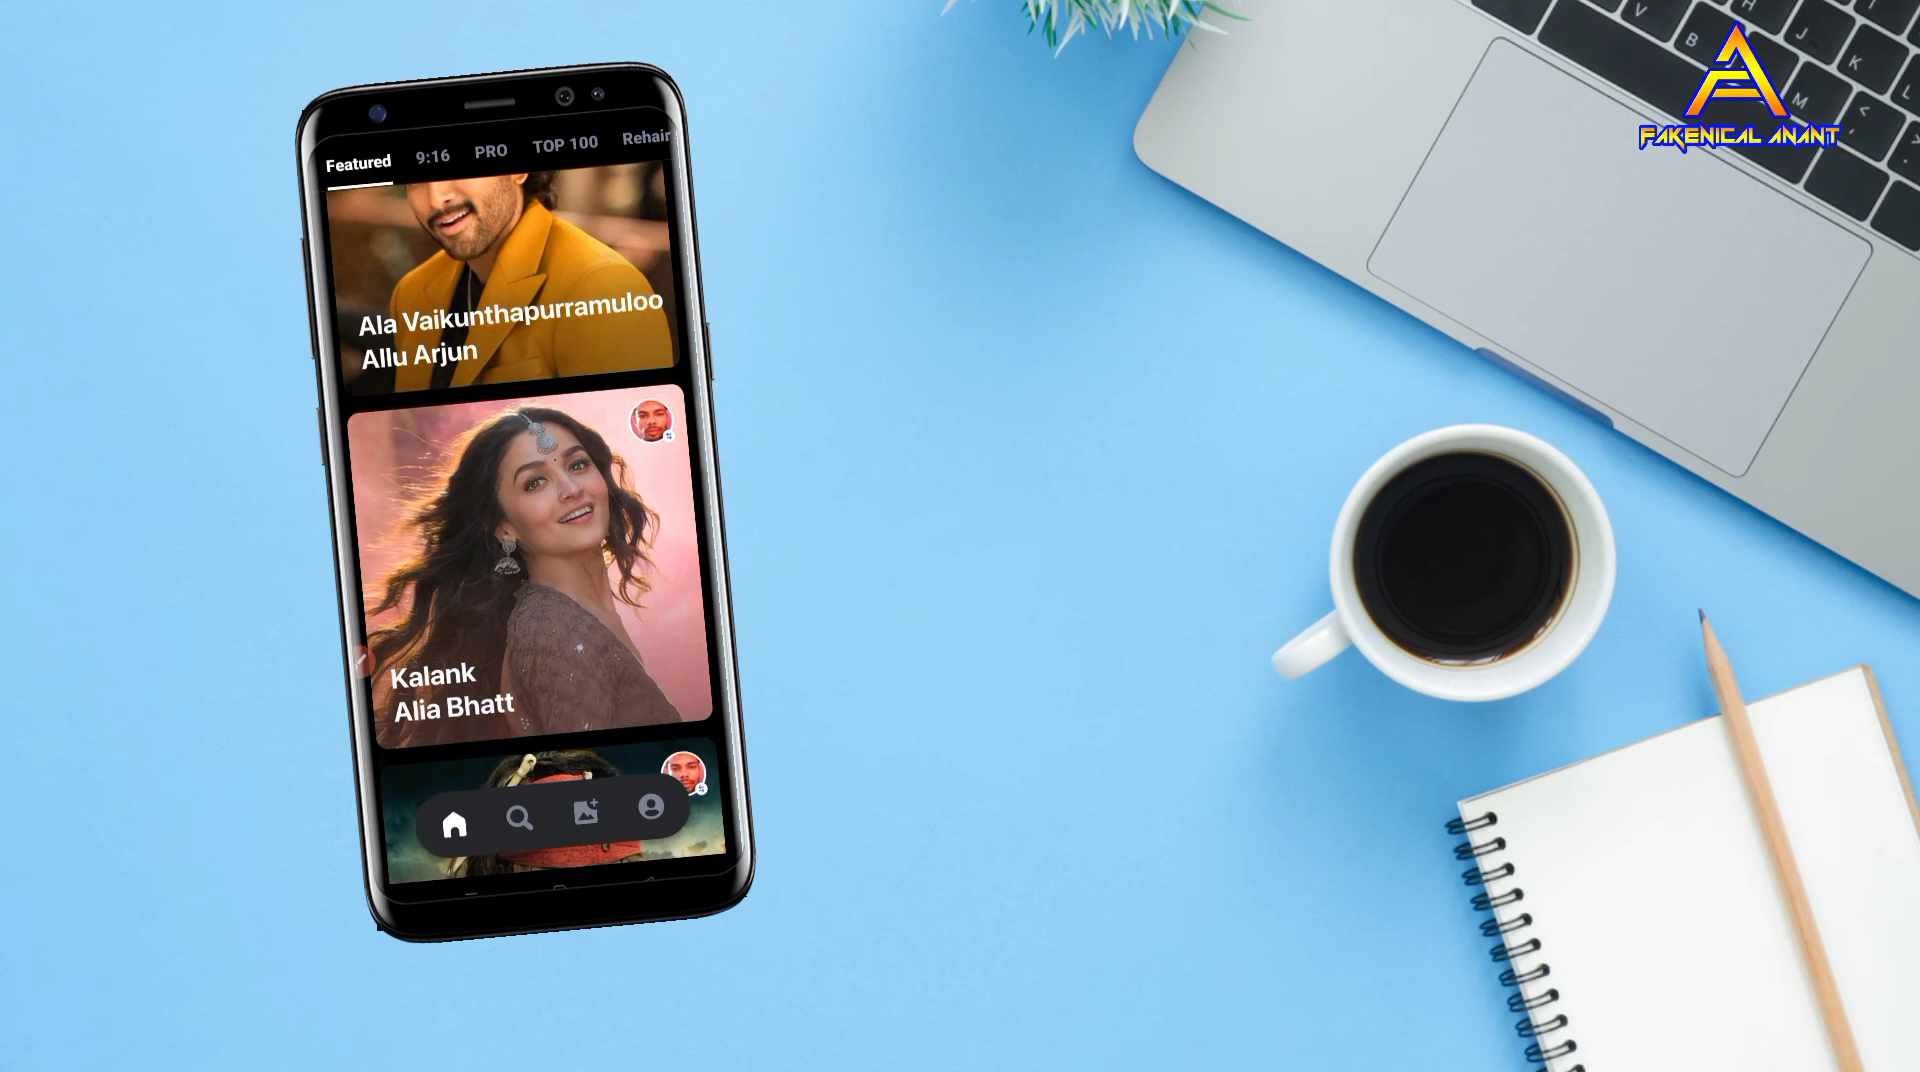 Featured 9:16 PRO TOP 100 Rehair
Ala Vaikunthapurramuloo
Allu Arjun
Kalank
Alia Bhatt
FAKENICAL ANANT
V
B
H
J
M
K
L
<